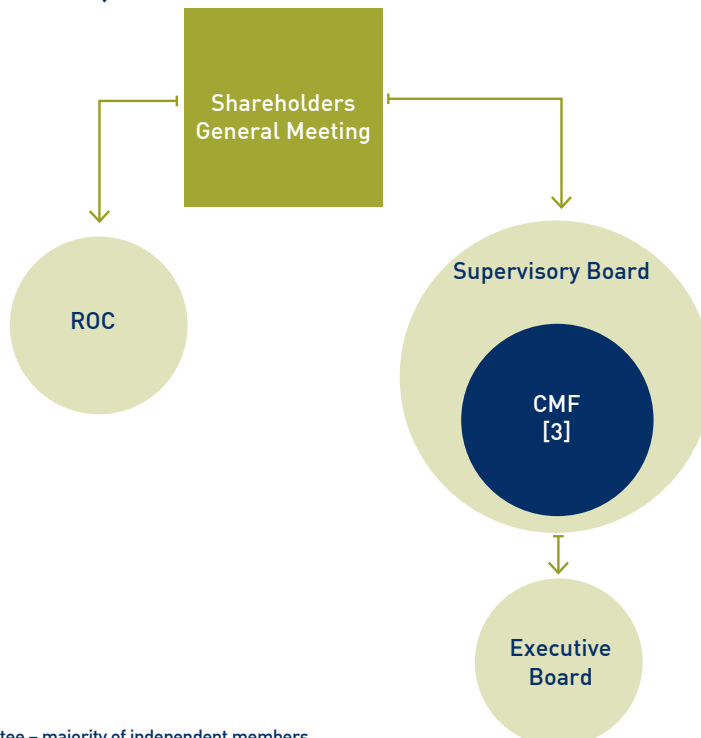 Shareholders
General Meeting
Supervisory Board
ROC
CMF
[3]
Executive
Board
– majority of independent members